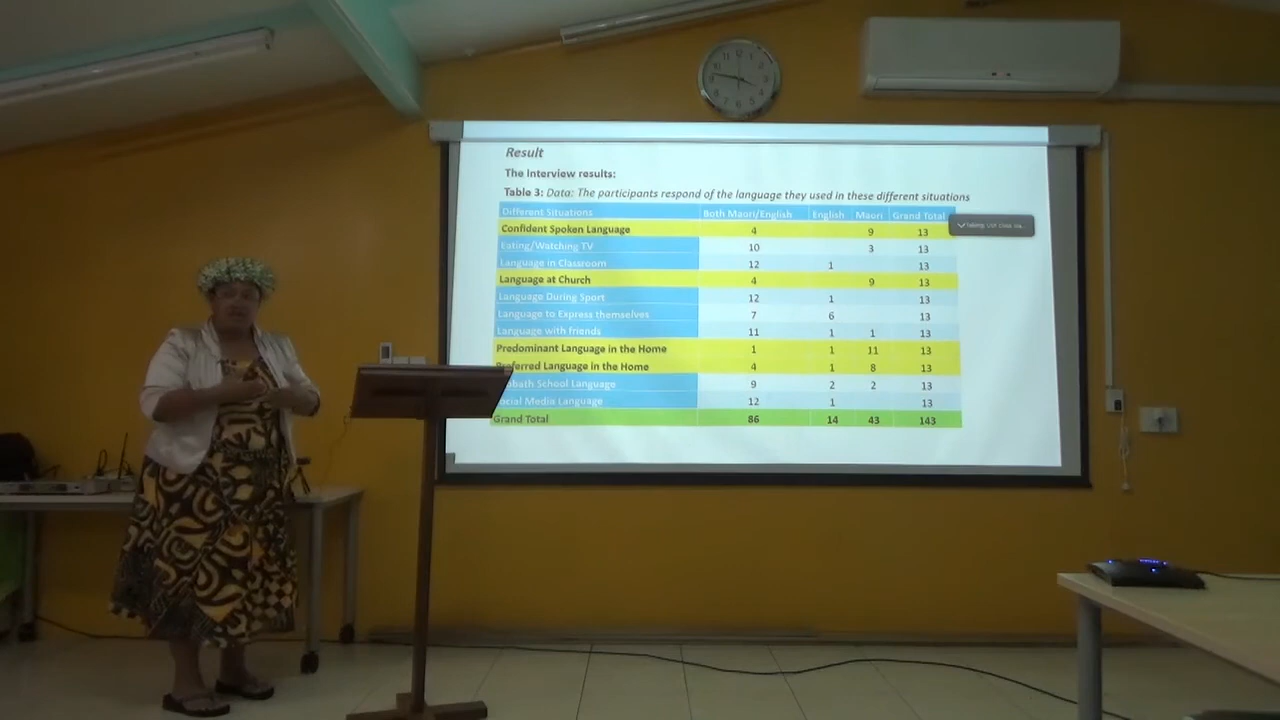 Result
The Interview results:
Table 3: Data: The participants respond of the language they used in these different situations
Different Situations Both Maori/English English Maori Grand Total
Confident Spoken Language 4 9 13
Eating/Watching TV 10 3 13
Language in Classroom 12 1 13
Language at Church 4 9 13
Language During Sport 12 1 13
Language to Express themselves 7 6 13
Language with friends 11 1 1 13
Predominant Language in the Home 1 1 11 13
Preferred Language in the Home 4 1 8 13
bbath School Language 9 2 2 13
ocial Media Language 12 1 13
Grand Total 86 14 43 143
Talking: